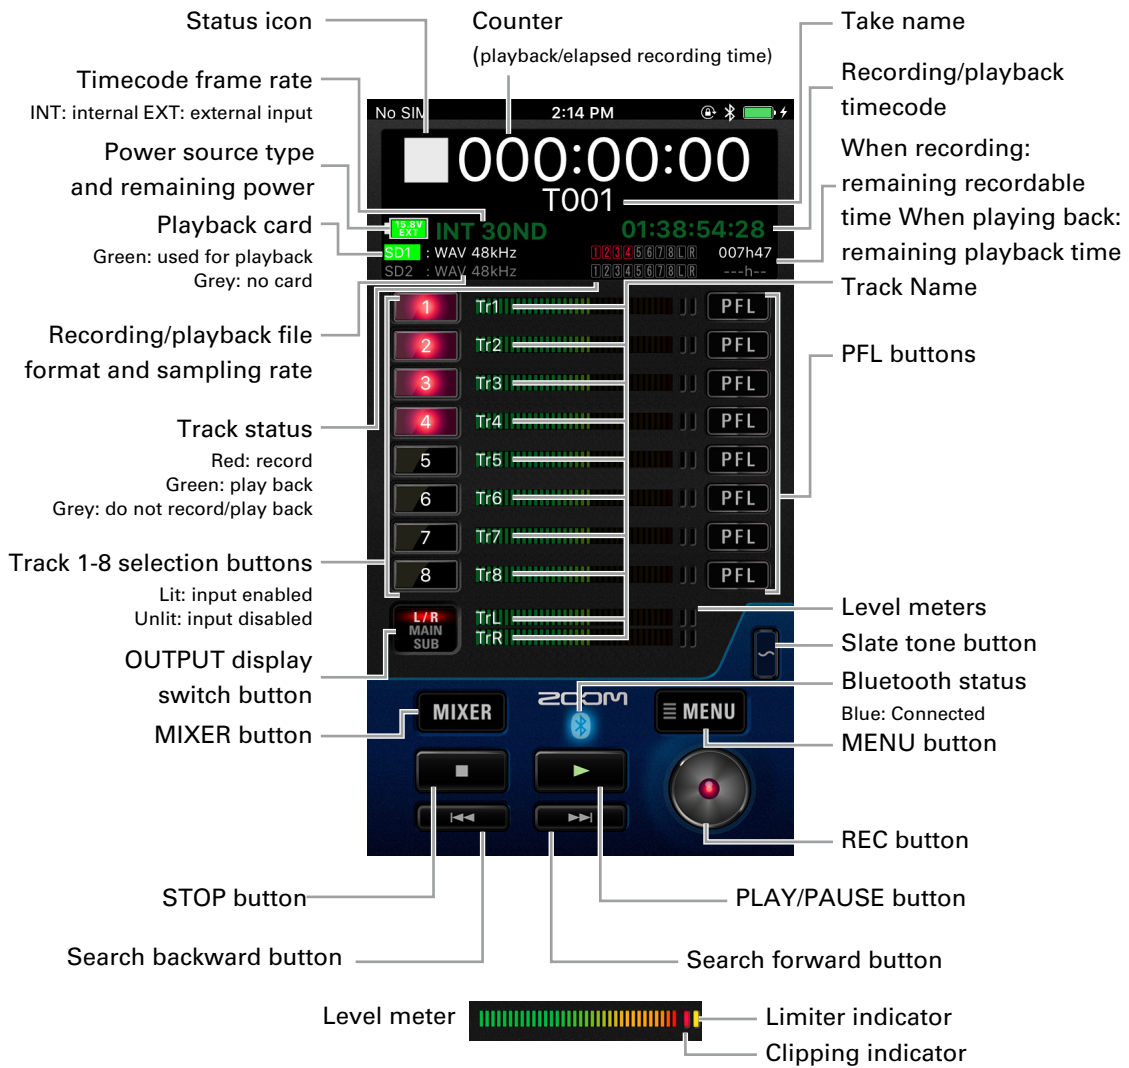 Status icon
Counter
(playback/elapsed recording time)
Take name
Timecode frame rate
INT: internal EXT: external input
Recording/playback
timecode
Power source type
and remaining power
When recording:
remaining recordable
time When playing back:
remaining playback time
Playback card
Green: used for playback
Grey: no card
Track Name
Recording/playback file
format and sampling rate
PFL buttons
Track status
Red: record
Green: play back
Grey: do not record/play back
Track 1-8 selection buttons
Lit: input enabled
Unlit: input disabled
OUTPUT display
switch button
MIXER button
Level meters
Slate tone button
Bluetooth status
Blue: Connected
MENU button
REC button
STOP button
PLAY/PAUSE button
Search backward button
Search forward button
No SIM 2:14 PM
000:00:00
T001
15.8V
EXT
INT 30ND 01:38:54:28
SD1 : WAV 48kHz 12345678LR 007h47
SD2 : WAV 48kHz 12345678LR ---h--
1 Tr1 PFL
2 Tr2 PFL
3 Tr3 PFL
4 Tr4 PFL
5 Tr5 PFL
6 Tr6 PFL
7 Tr7 PFL
8 Tr8 PFL
L/R
MAIN
SUB
TrL
TrR
MIXER ZOOM MENU
Level meter
Limiter indicator
Clipping indicator